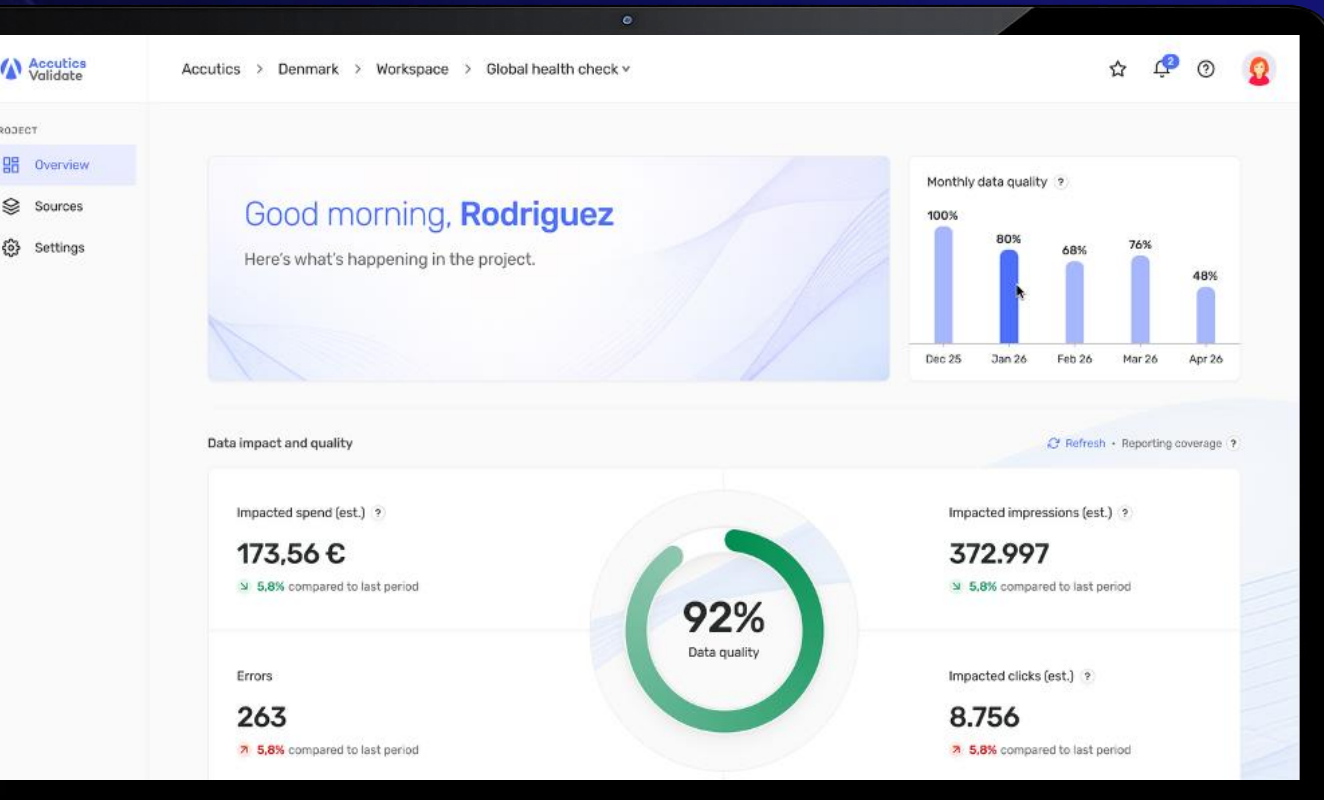 Accutics
Validate
Accutics > Denmark > Workspace > Global health check
2
?
ROJECT
Overview
Sources
Settings
Good morning, Rodriguez
Here's what's happening in the project.
Monthly data quality ?
100%
80%
68%
76%
48%
Dec 25
Jan 26
Feb 26
Mar 26
Apr 26
Data impact and quality
Refresh • Reporting coverage ?
Impacted spend (est.) ?
173,56 €
5,8% compared to last period
Errors
263
5,8% compared to last period
92%
Data quality
Impacted impressions (est.) ?
372.997
5,8% compared to last period
Impacted clicks (est.) ?
8.756
5,8% compared to last period